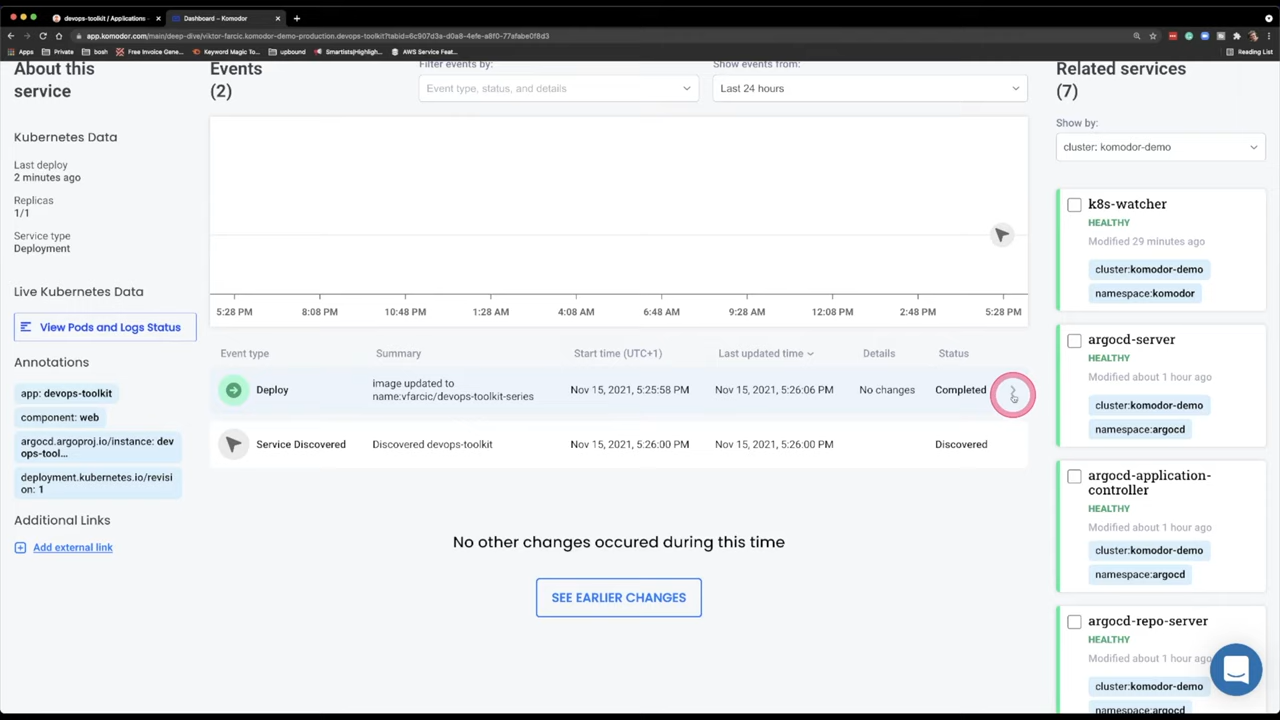 devops-toolkit / Applications -
Dashboard – Komodor
app.komodor.com/main/deep-dive/viktor-farcic.komodor-demo-production.devops-toolkit?tabid=6c907d3a-d0a8-4efe-a8f0-77afabe0f8d3
Apps
Private
bosh
Free Invoice Gene...
Keyword Magic To...
upbound
Smartists|Highligh...
AWS Service Feat...
Reading List
About this
service
Kubernetes Data
Last deploy
2 minutes ago
Replicas
1/1
Service type
Deployment
Live Kubernetes Data
View Pods and Logs Status
Annotations
app: devops-toolkit
component: web
argocd.argoproj.io/instance: dev
ops-tool...
deployment.kubernetes.io/revisi
on: 1
Additional Links
Add external link
Events
(2)
Filter events by:
Event type, status, and details
Show events from:
Last 24 hours
5:28 PM 8:08 PM 10:48 PM 1:28 AM 4:08 AM 6:48 AM 9:28 AM 12:08 PM 2:48 PM 5:28 PM
Event type Summary Start time (UTC+1) Last updated time Details Status
Deploy image updated to name:vfarcic/devops-toolkit-series Nov 15, 2021, 5:25:58 PM Nov 15, 2021, 5:26:06 PM No changes Completed
Service Discovered Discovered devops-toolkit Nov 15, 2021, 5:26:00 PM Nov 15, 2021, 5:26:00 PM Discovered
No other changes occured during this time
SEE EARLIER CHANGES
Related services
(7)
Show by:
cluster: komodor-demo
k8s-watcher
HEALTHY
Modified 29 minutes ago
cluster:komodor-demo
namespace:komodor
argocd-server
HEALTHY
Modified about 1 hour ago
cluster:komodor-demo
namespace:argocd
argocd-application-
controller
HEALTHY
Modified about 1 hour ago
cluster:komodor-demo
namespace:argocd
argocd-repo-server
HEALTHY
Modified about 1 hour ago
cluster:komodor-demo
namespace:argocd